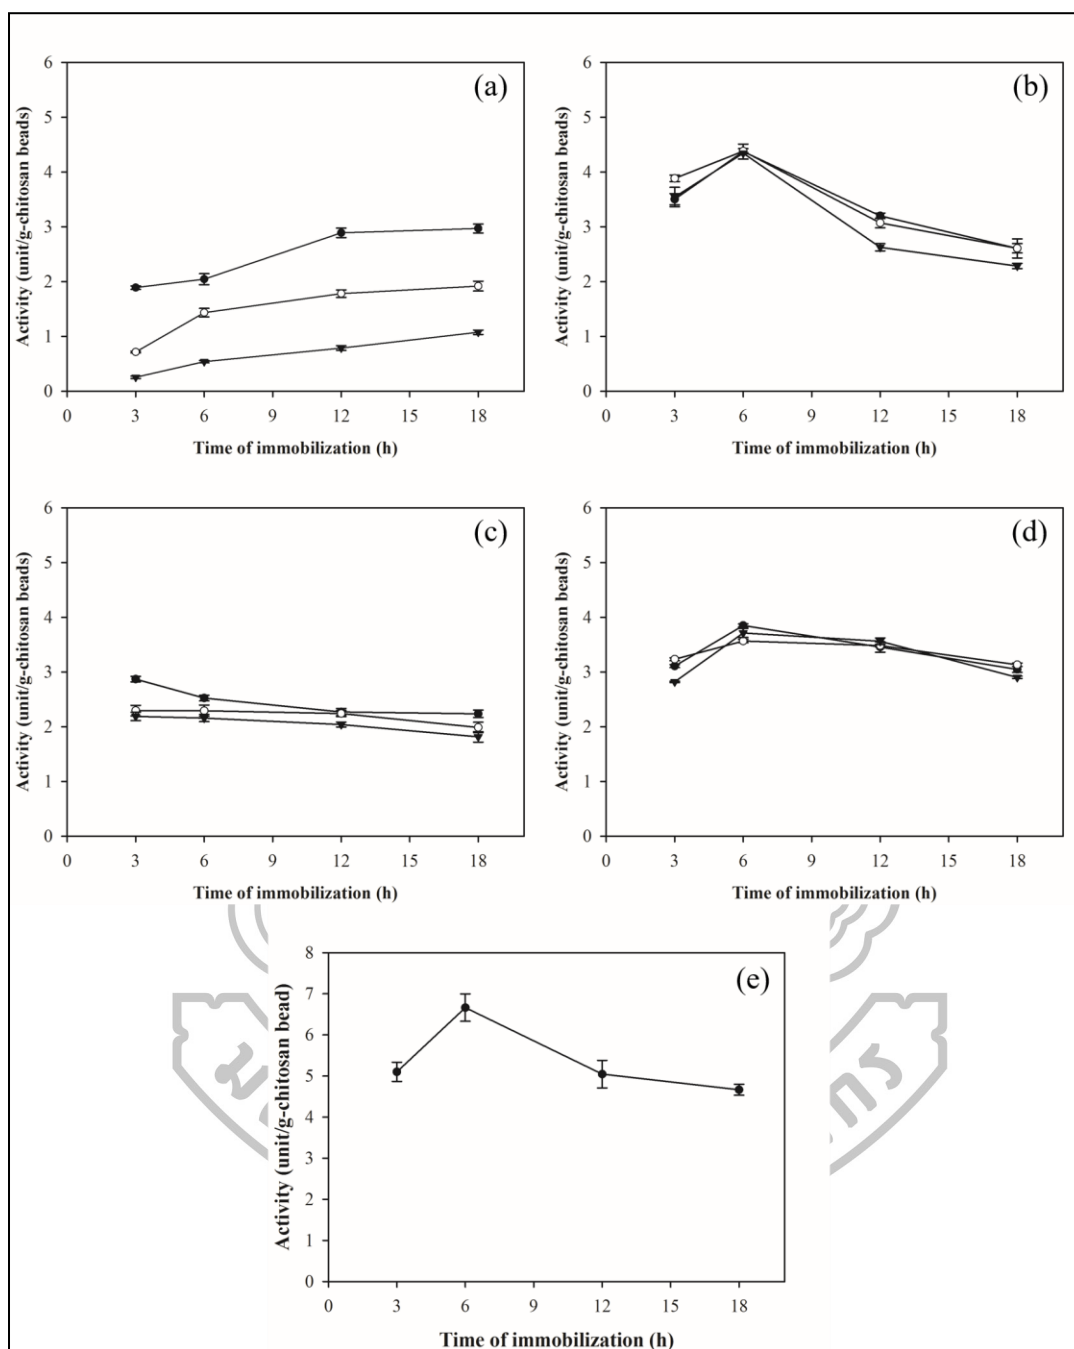 (a)
6
5
4
3
2
1
0
Activity (unit/g-chitosan beads)
0 3 6 9 12 15 18
Time of immobilization (h)
(b)
6
5
4
3
2
1
0
Activity (unit/g-chitosan beads)
0 3 6 9 12 15 18
Time of immobilization (h)
(c)
6
5
4
3
2
1
0
Activity (unit/g-chitosan beads)
0 3 6 9 12 15 18
Time of immobilization (h)
(d)
6
5
4
3
2
1
0
Activity (unit/g-chitosan beads)
0 3 6 9 12 15 18
Time of immobilization (h)
(e)
8
7
6
5
4
3
2
1
0
Activity (unit/g-chitosan bead)
0 3 6 9 12 15 18
Time of immobilization (h)